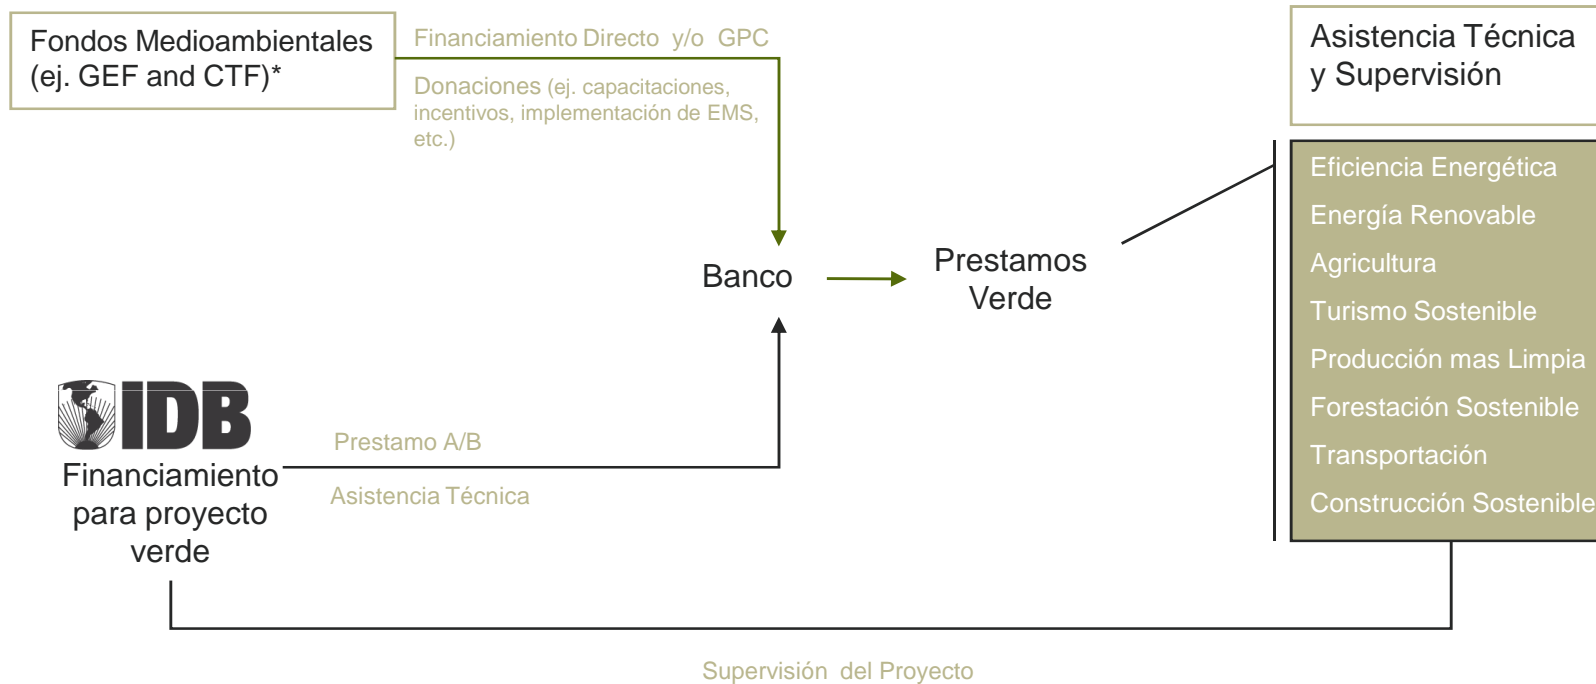 Fondos Medioambientales
(ej. GEF and CTF)*
Financiamiento Directo y/o GPC
Donaciones (ej. capacitaciones,
incentivos, implementación de EMS,
etc.)
Asistencia Técnica
y Supervisión
Eficiencia Energética
Energía Renovable
Agricultura
Turismo Sostenible
Producción mas Limpia
Forestación Sostenible
Transportación
Construcción Sostenible
Banco
Prestamos
Verde
IDB
Financiamiento
para proyecto
verde
Prestamo A/B
Asistencia Técnica
Supervisión del Proyecto